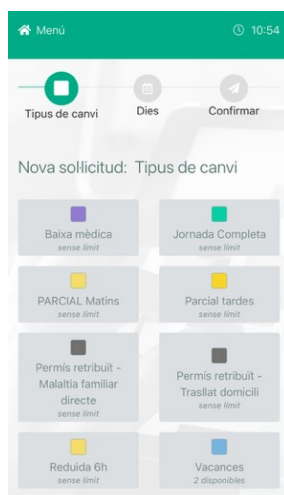 Menú 10:54
Tipus de canvi Dies Confirmar
Nova sol·licitud: Tipus de canvi
Baixa mèdica
sense límit
Jornada Completa
sense límit
PARCIAL Matins
sense límit
Parcial tardes
sense límit
Permís retribuït -
Malaltia familiar
directe
sense límit
Permís retribuït -
Trasllat domicili
sense límit
Reduida 6h
sense límit
Vacances
2 disponibles